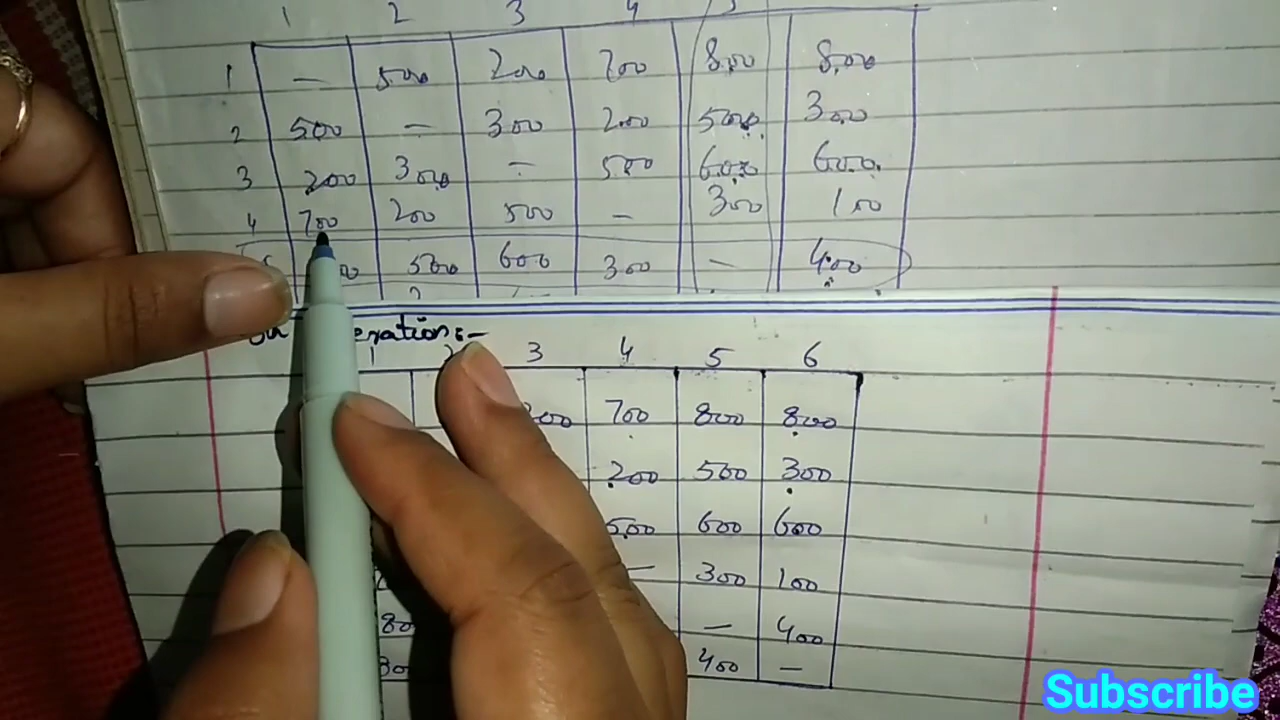 1 2 3 4 5
1 — 500 200 700 800 800
2 500 — 300 200 500 300
3 200 300 — 500 600 600
4 700 200 500 — 300 100
500 600 300 — 400
3 4 5 6
700 800 800
200 500 300
500 600 600
— 300 100
— 400
400 —
Subscribe